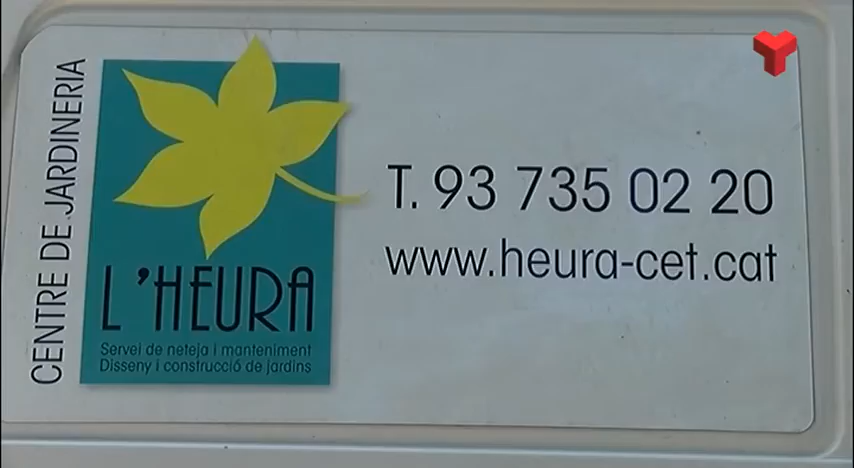 CENTRE DE JARDINERIA
L'HEURA
Servei de neteja i manteniment
Disseny i construcció de jardins
T. 93 735 02 20
www.heura-cet.cat